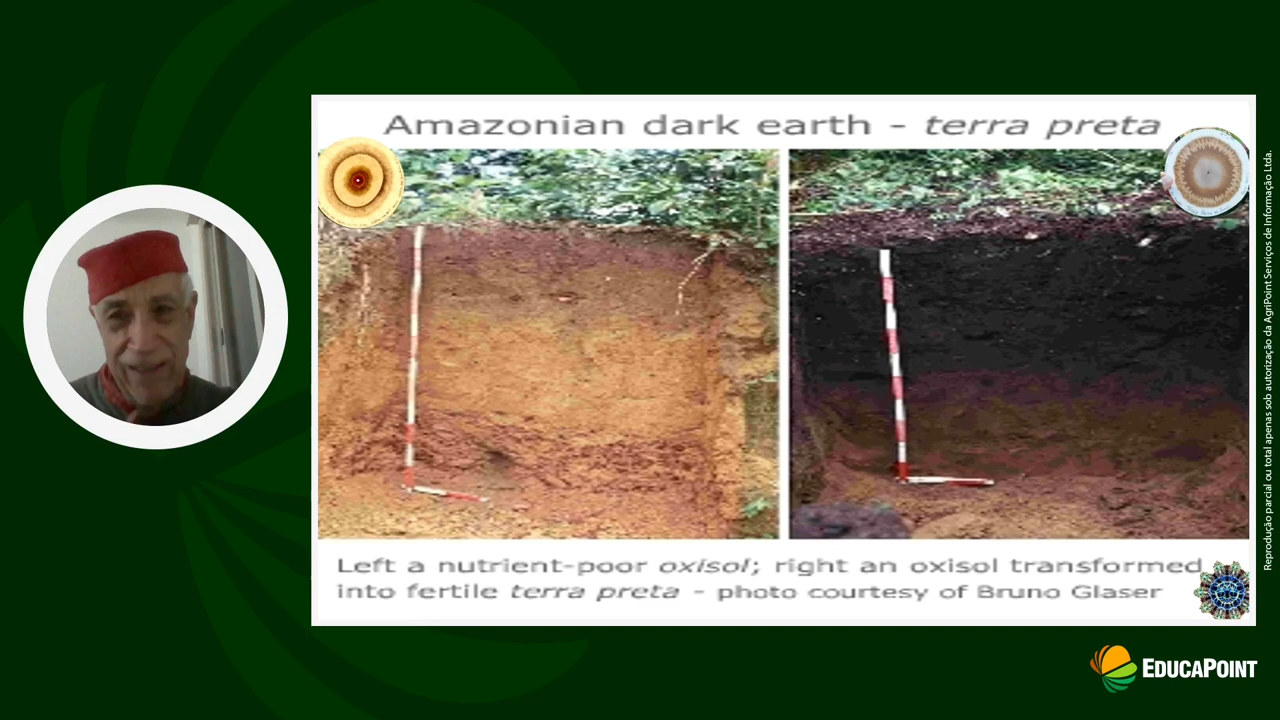 Amazonian dark earth - terra preta
Left a nutrient-poor oxisol; right an oxisol transformed
into fertile terra preta - photo courtesy of Bruno Glaser
Reprodução parcial ou total apenas sob autorização da AgriPoint Serviços de Informação Ltda.
EDUCAPOINT